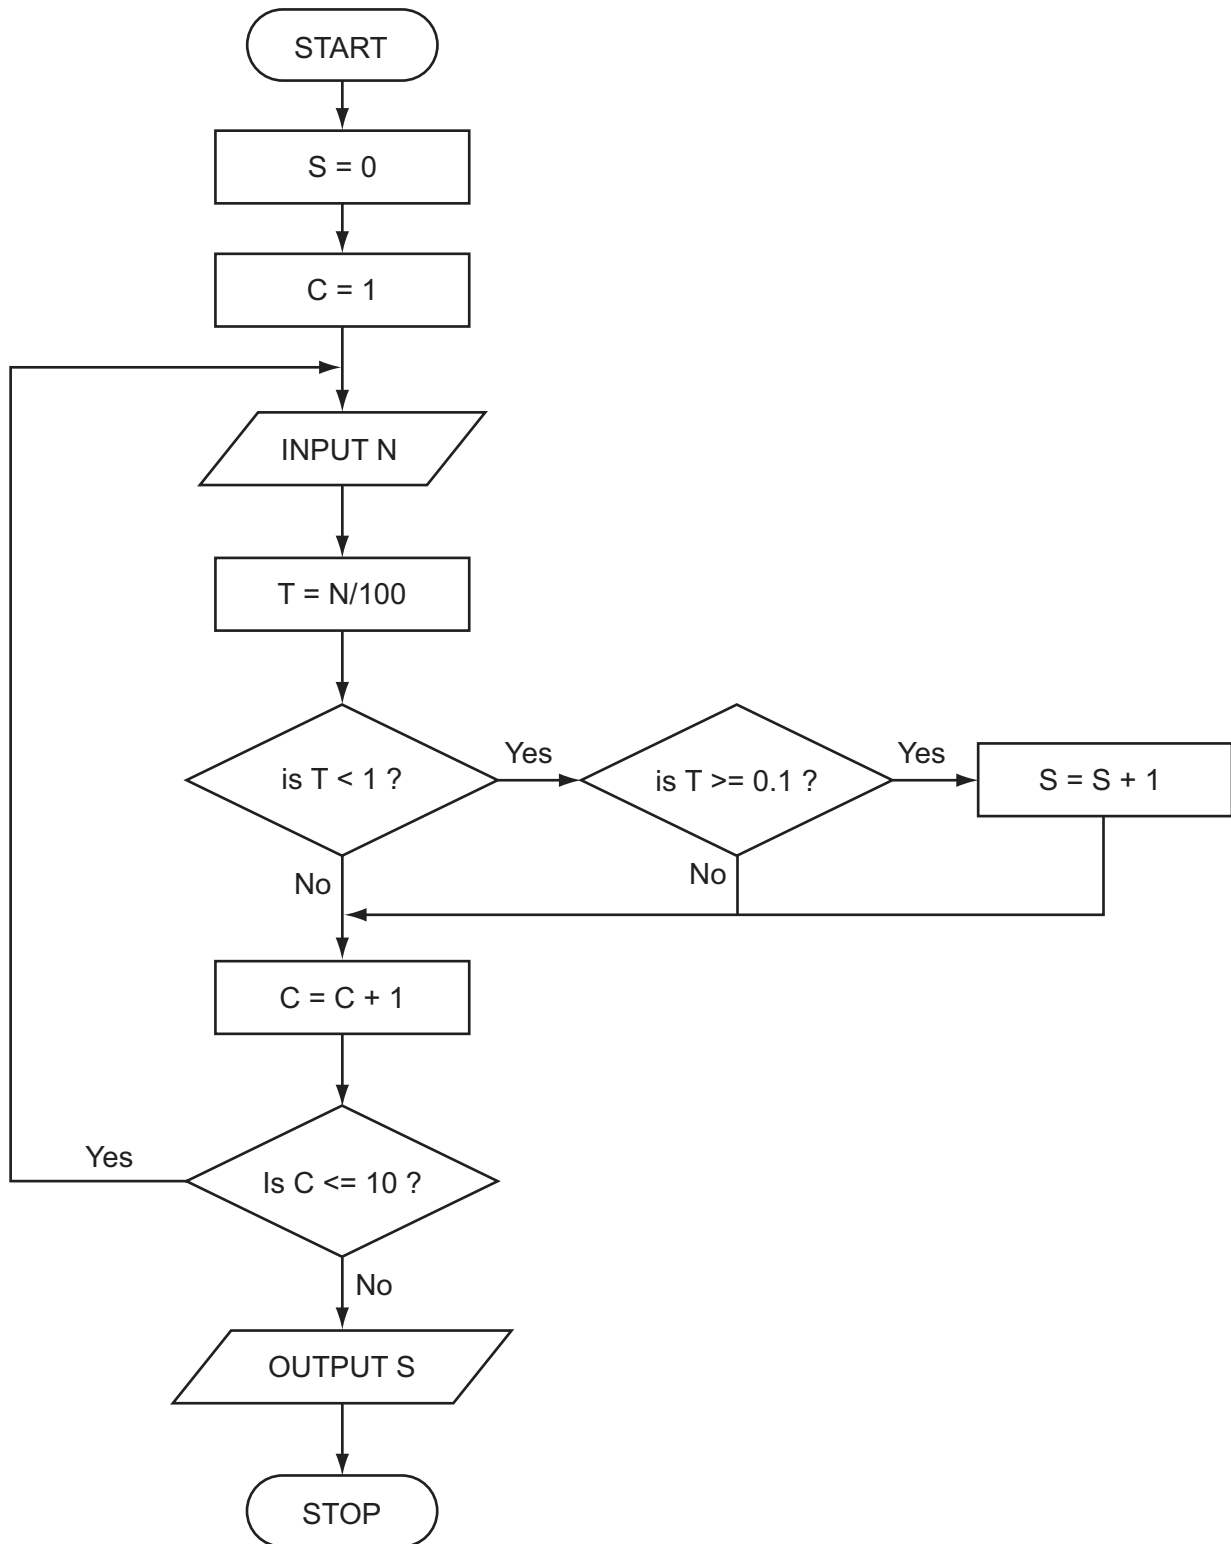 START
S = 0
C = 1
INPUT N
T = N/100
is T < 1 ?
Yes
is T >= 0.1 ?
Yes
S = S + 1
No
No
C = C + 1
Yes
Is C <= 10 ?
No
OUTPUT S
STOP